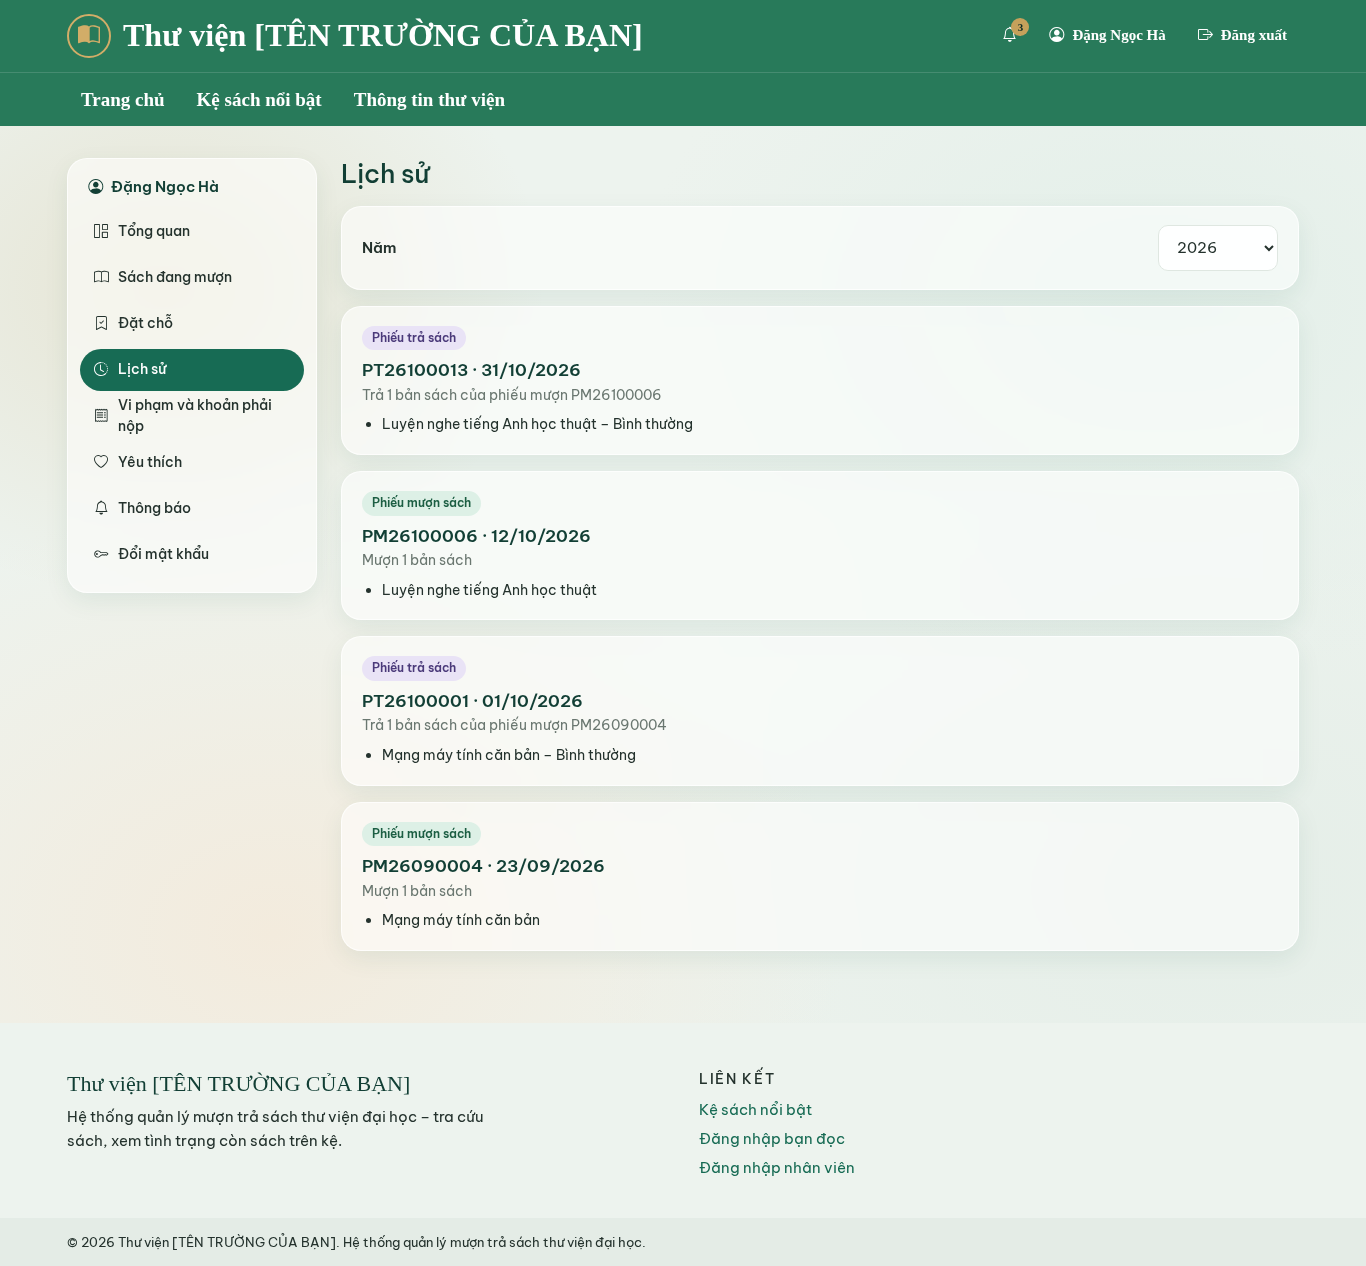 Thư viện [TÊN TRƯỜNG CỦA BẠN]
3
Đặng Ngọc Hà
Đăng xuất
Trang chủ
Kệ sách nổi bật
Thông tin thư viện
Đặng Ngọc Hà
Tổng quan
Sách đang mượn
Đặt chỗ
Lịch sử
Vi phạm và khoản phải
nộp
Yêu thích
Thông báo
Đổi mật khẩu
Lịch sử
Năm
2026
Phiếu trả sách
PT26100013 · 31/10/2026
Trả 1 bản sách của phiếu mượn PM26100006
Luyện nghe tiếng Anh học thuật – Bình thường
Phiếu mượn sách
PM26100006 · 12/10/2026
Mượn 1 bản sách
Luyện nghe tiếng Anh học thuật
Phiếu trả sách
PT26100001 · 01/10/2026
Trả 1 bản sách của phiếu mượn PM26090004
Mạng máy tính căn bản – Bình thường
Phiếu mượn sách
PM26090004 · 23/09/2026
Mượn 1 bản sách
Mạng máy tính căn bản
Thư viện [TÊN TRƯỜNG CỦA BẠN]
Hệ thống quản lý mượn trả sách thư viện đại học – tra cứu
sách, xem tình trạng còn sách trên kệ.
LIÊN KẾT
Kệ sách nổi bật
Đăng nhập bạn đọc
Đăng nhập nhân viên
© 2026 Thư viện [TÊN TRƯỜNG CỦA BẠN]. Hệ thống quản lý mượn trả sách thư viện đại học.